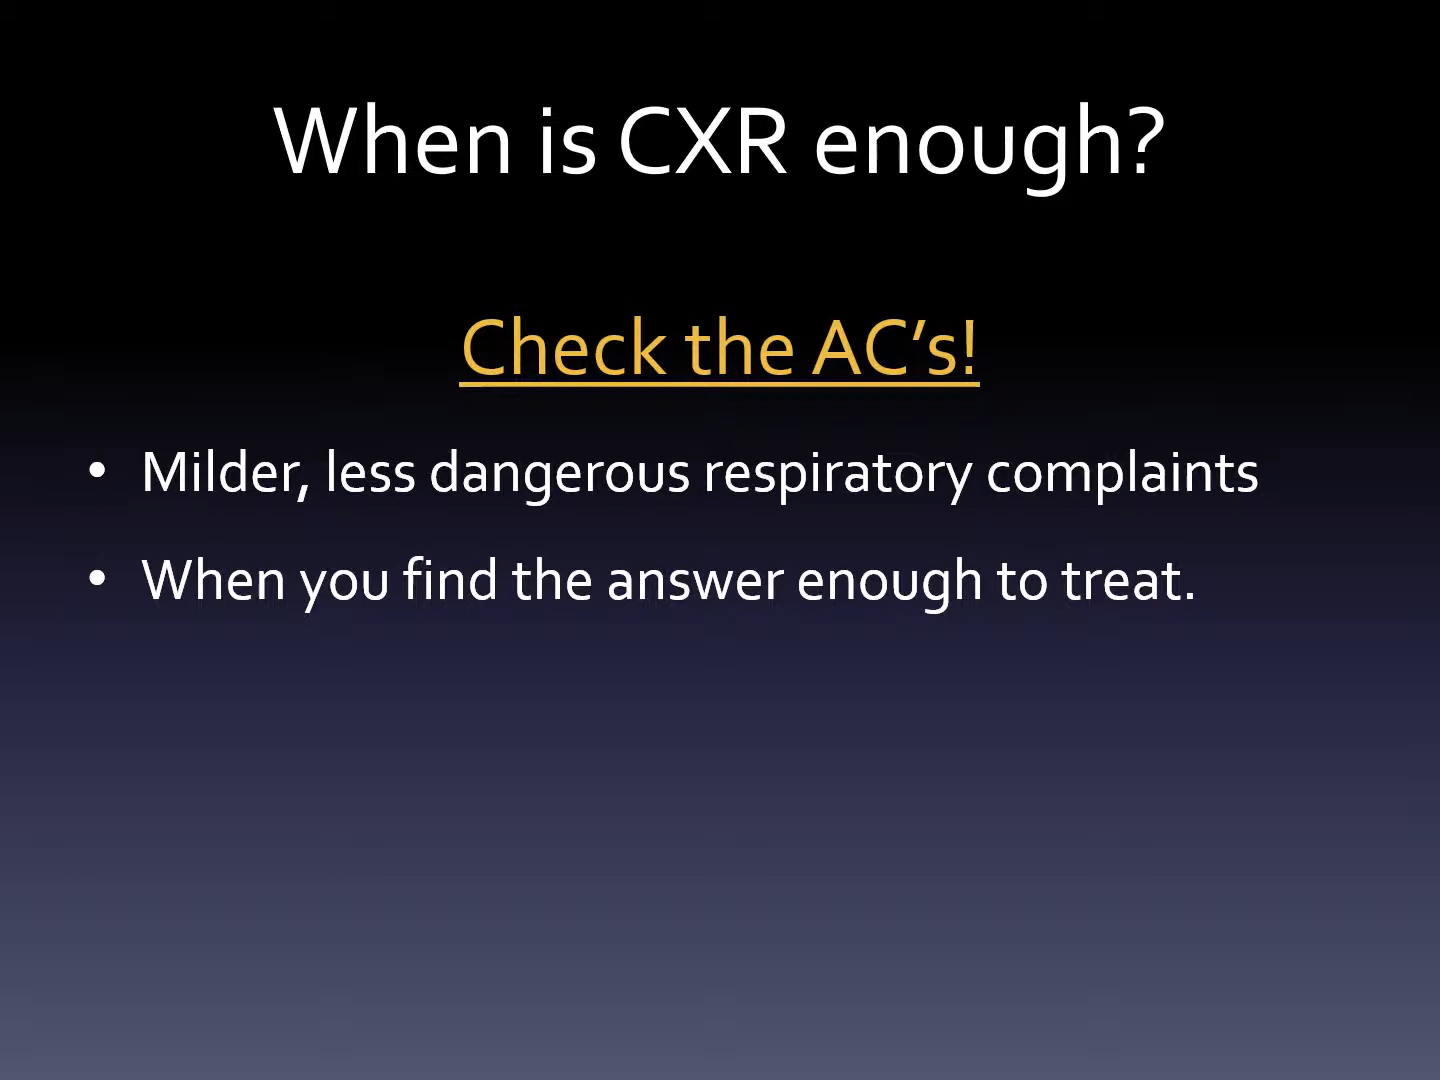 When is CXR enough?
Check the AC’s!
• Milder, less dangerous respiratory complaints
• When you find the answer enough to treat.